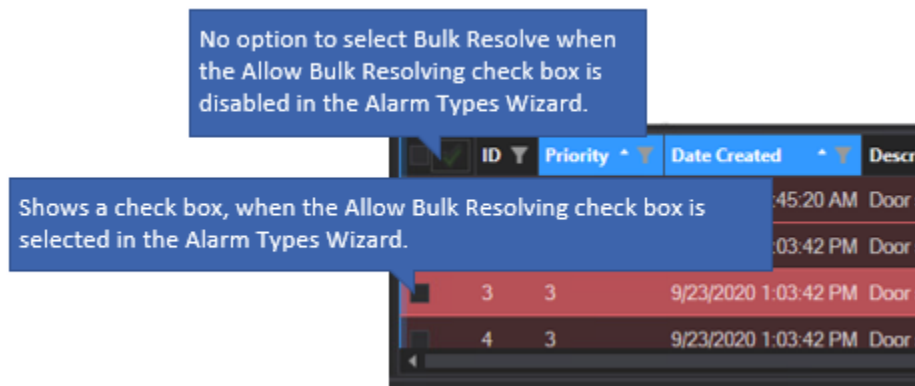 No option to select Bulk Resolve when
the Allow Bulk Resolving check box is
disabled in the Alarm Types Wizard.
ID Priority Date Created Descr
Shows a check box, when the Allow Bulk Resolving check box is
selected in the Alarm Types Wizard.
:45:20 AM Door
:03:42 PM Door
3 3 9/23/2020 1:03:42 PM Door
4 3 9/23/2020 1:03:42 PM Door